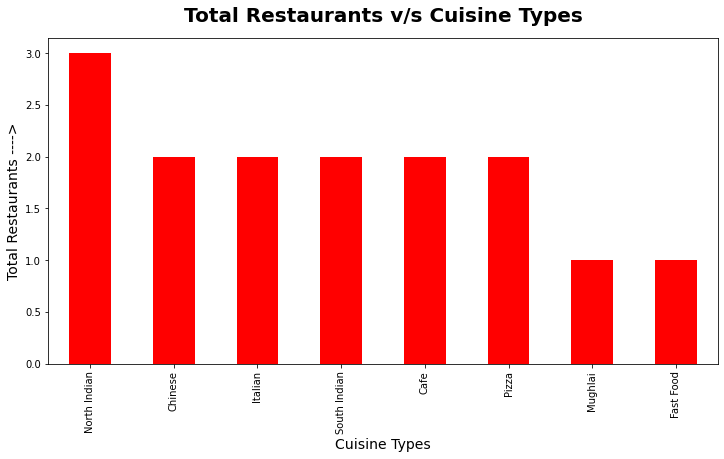 Total Restaurants v/s Cuisine Types
Total Restaurants ---->
3.0
2.5
2.0
1.5
1.0
0.5
0.0
North Indian
Chinese
Italian
South Indian
Cafe
Pizza
Mughlai
Fast Food
Cuisine Types